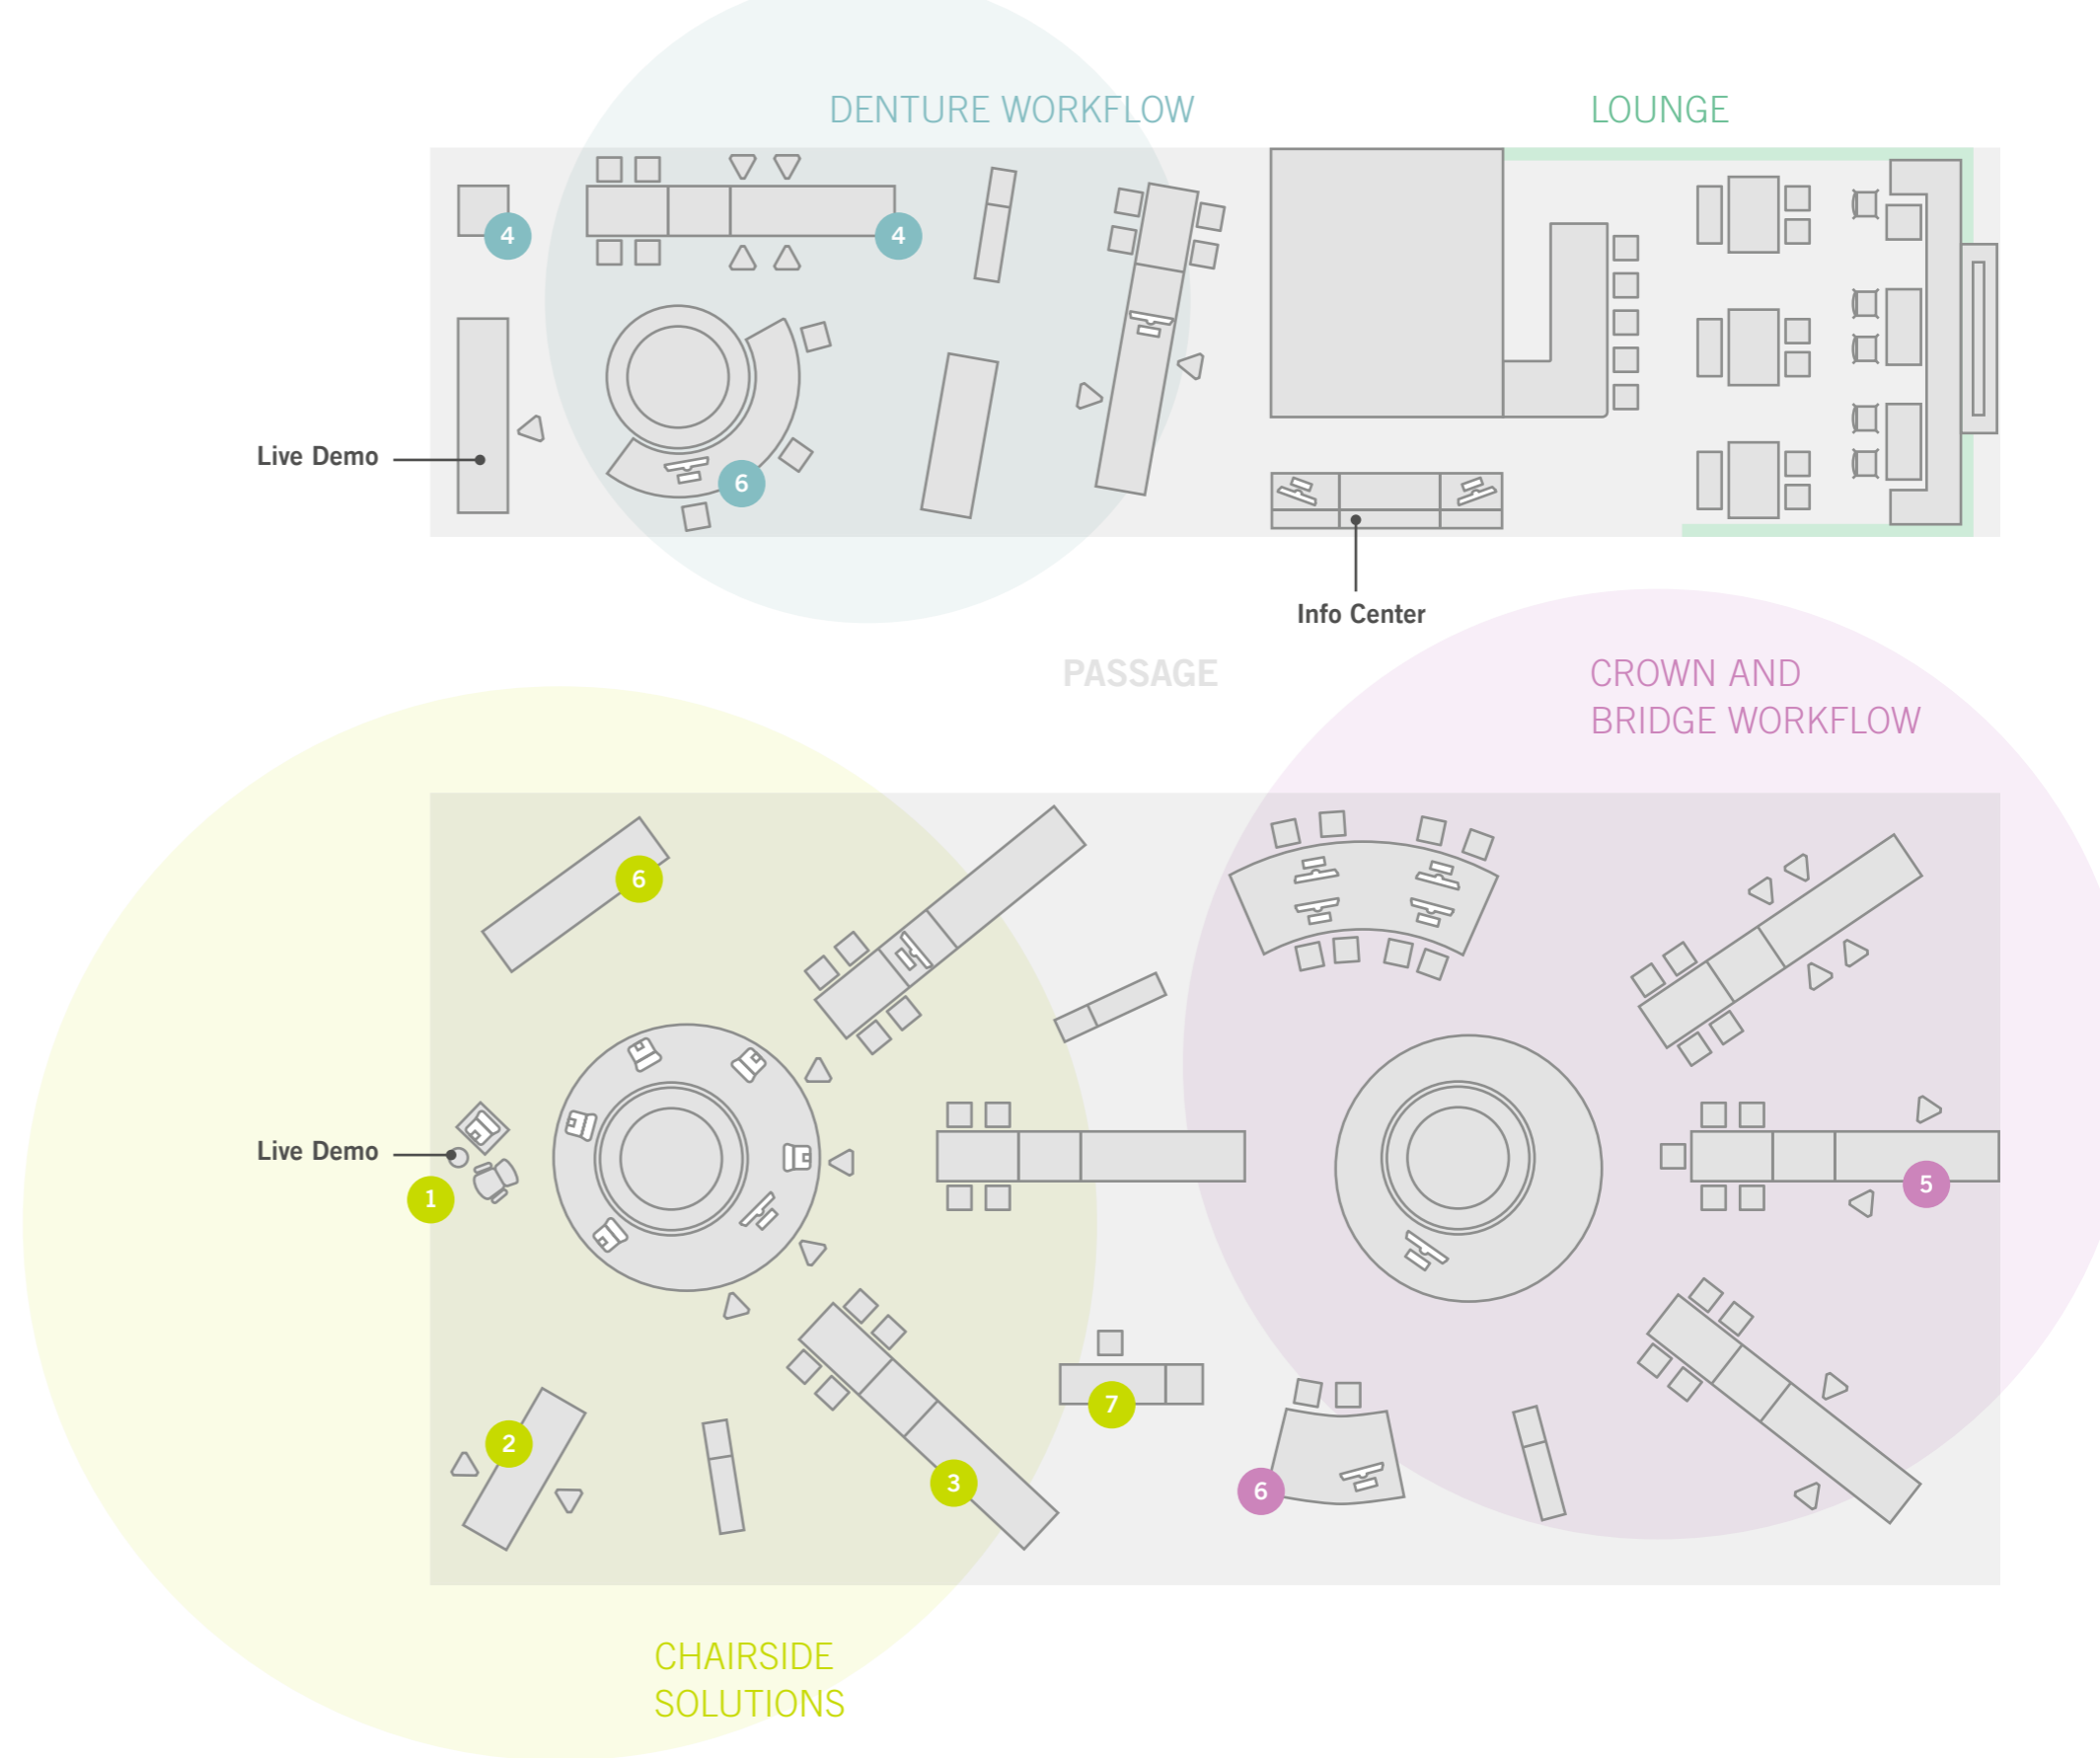 DENTURE WORKFLOW
LOUNGE
4
4
Live Demo
6
Info Center
PASSAGE
CROWN AND
BRIDGE WORKFLOW
6
Live Demo
1
5
7
2
3
6
CHAIRSIDE
SOLUTIONS